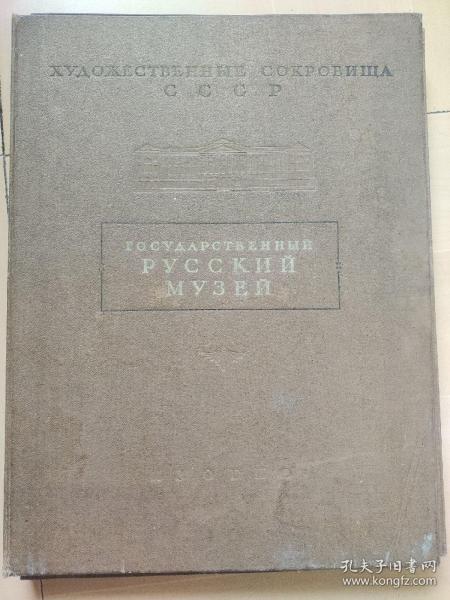 ХУДОЖЕСТВЕННЫЕ СОКРОВИЩА
СССР
ГОСУДАРСТВЕННЫЙ
РУССКИЙ
МУЗЕЙ
孔夫子旧书网
www.kongfz.com